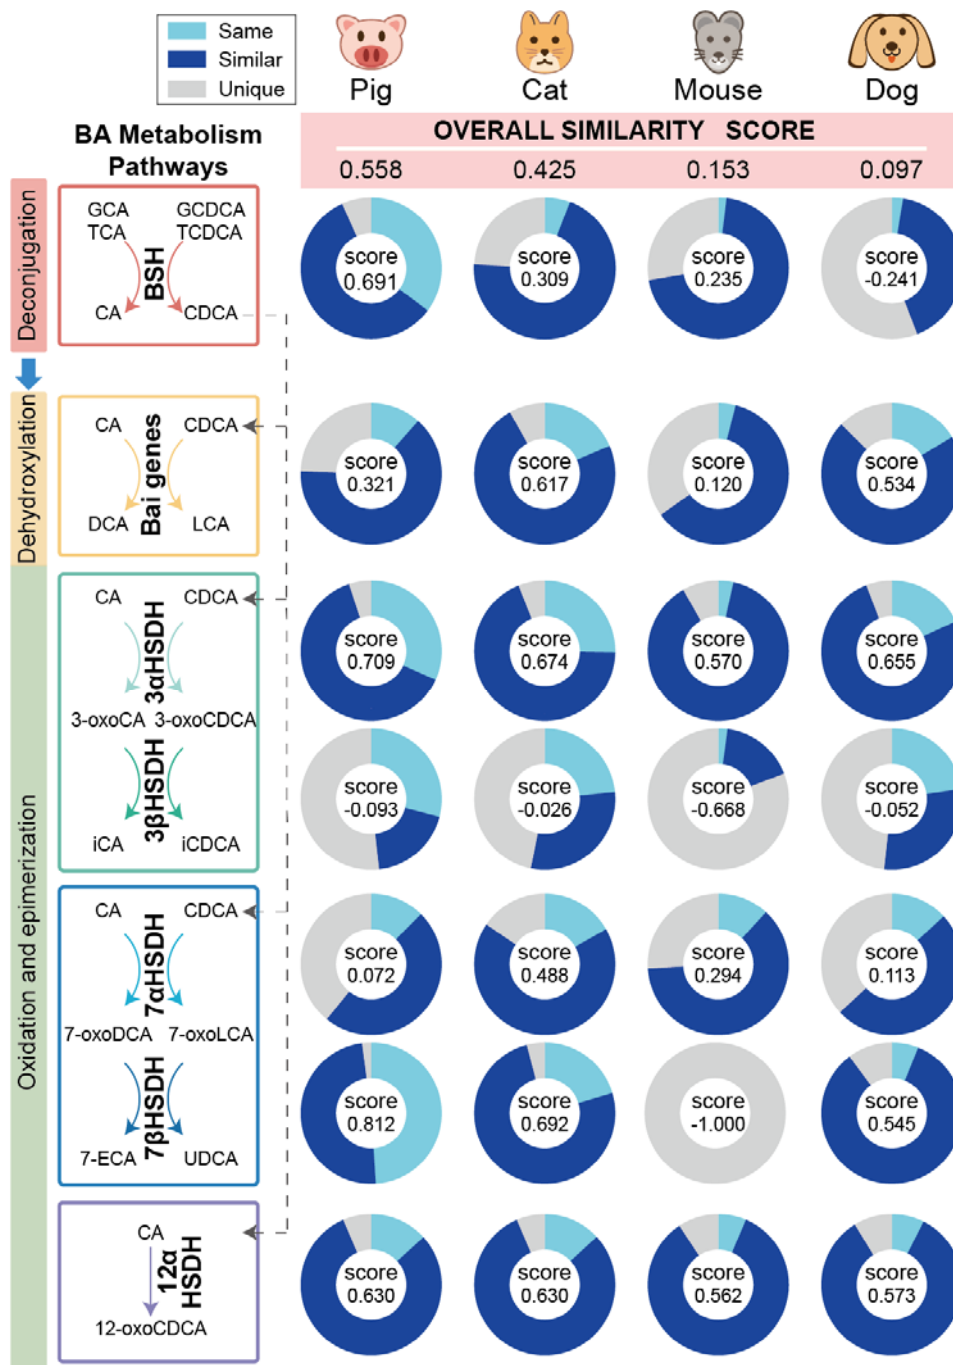 Same
Similar
Unique
Pig
Cat
Mouse
Dog
BA Metabolism
Pathways
OVERALL SIMILARITY SCORE
0.558
0.425
0.153
0.097
Deconjugation
GCA
TCA
GCDCA
TCDCA
BSH
CA
CDCA
score
0.691
score
0.309
score
0.235
score
-0.241
Dehydroxylation
CA
CDCA
Bai genes
DCA
LCA
score
0.321
score
0.617
score
0.120
score
0.534
Oxidation and epimerization
CA
CDCA
3αHSDH
3-oxoCA
3-oxoCDCA
3βHSDH
iCA
iCDCA
score
0.709
score
0.674
score
0.570
score
0.655
score
-0.093
score
-0.026
score
-0.668
score
-0.052
CA
CDCA
7αHSDH
7-oxoDCA
7-oxoLCA
7βHSDH
7-ECA
UDCA
score
0.072
score
0.488
score
0.294
score
0.113
score
0.812
score
0.692
score
-1.000
score
0.545
CA
12α
HSDH
12-oxoCDCA
score
0.630
score
0.630
score
0.562
score
0.573